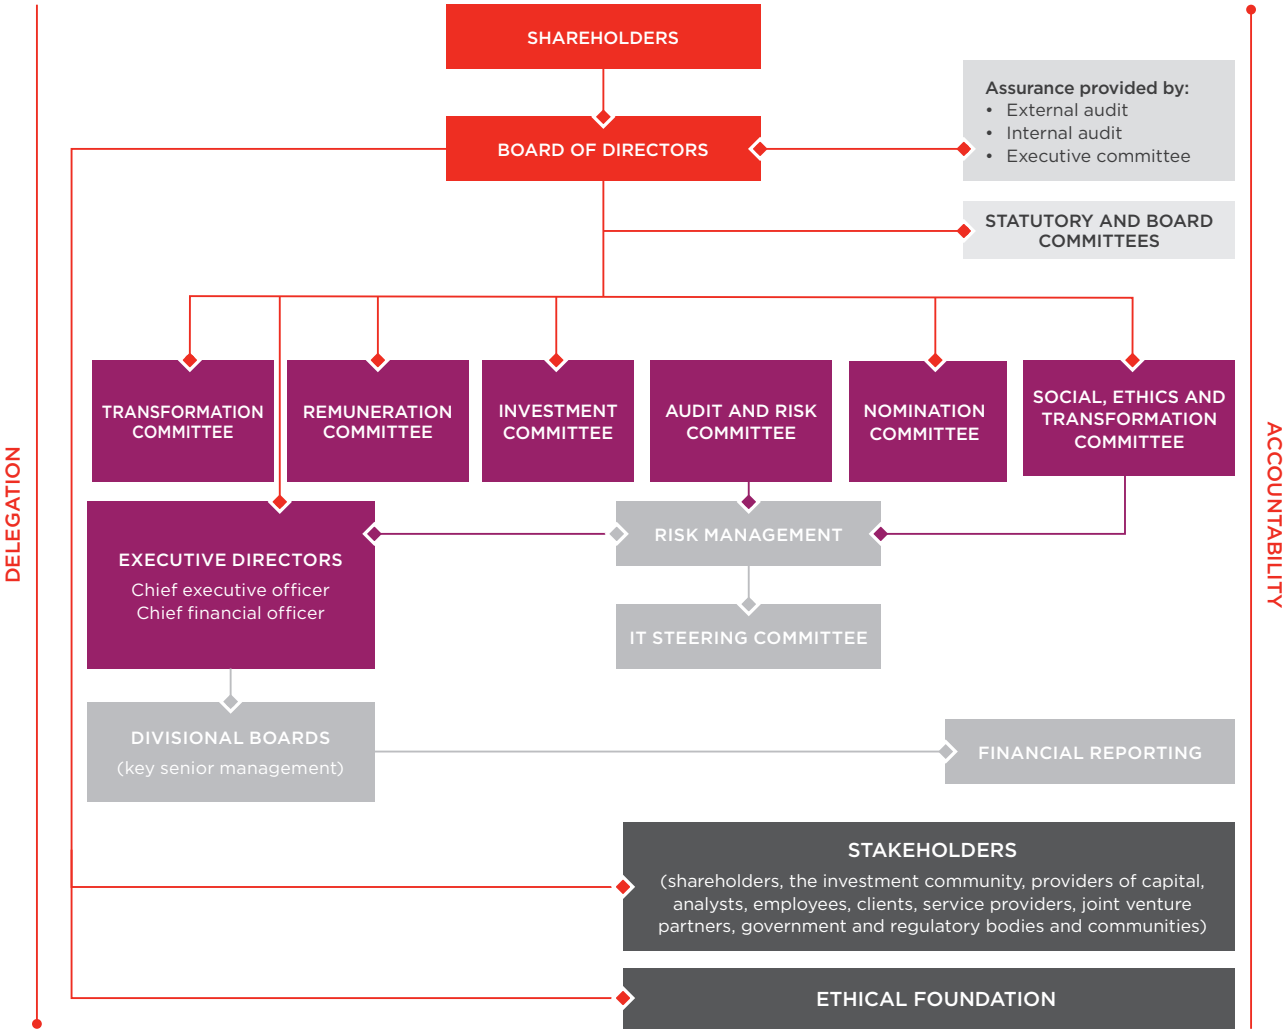 SHAREHOLDERS
Assurance provided by:
• External audit
• Internal audit
• Executive committee
BOARD OF DIRECTORS
STATUTORY AND BOARD
COMMITTEES
TRANSFORMATION
COMMITTEE
REMUNERATION
COMMITTEE
INVESTMENT
COMMITTEE
AUDIT AND RISK
COMMITTEE
NOMINATION
COMMITTEE
SOCIAL, ETHICS AND
TRANSFORMATION
COMMITTEE
DELEGATION
ACCOUNTABILITY
EXECUTIVE DIRECTORS
Chief executive officer
Chief financial officer
RISK MANAGEMENT
IT STEERING COMMITTEE
DIVISIONAL BOARDS
(key senior management)
FINANCIAL REPORTING
STAKEHOLDERS
(shareholders, the investment community, providers of capital,
analysts, employees, clients, service providers, joint venture
partners, government and regulatory bodies and communities)
ETHICAL FOUNDATION